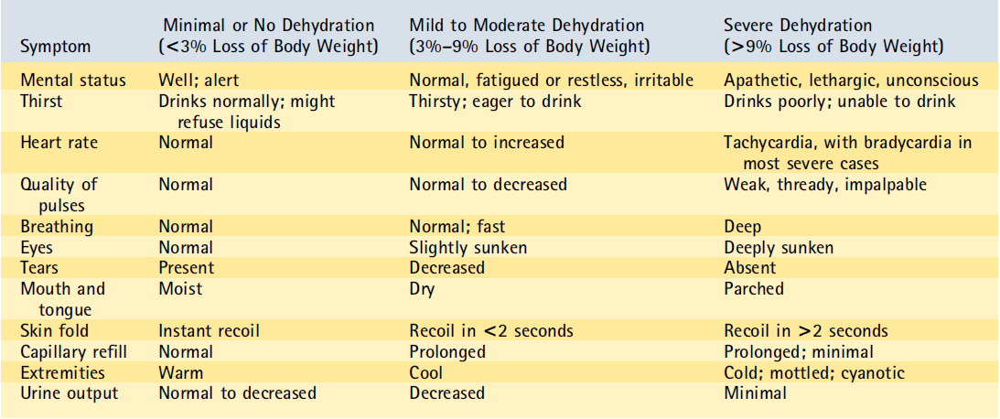 Symptom Minimal or No Dehydration (<3% Loss of Body Weight) Mild to Moderate Dehydration (3%–9% Loss of Body Weight) Severe Dehydration (>9% Loss of Body Weight)
Mental status Well; alert Normal, fatigued or restless, irritable Apathetic, lethargic, unconscious
Thirst Drinks normally; might refuse liquids Thirsty; eager to drink Drinks poorly; unable to drink
Heart rate Normal Normal to increased Tachycardia, with bradycardia in most severe cases
Quality of pulses Normal Normal to decreased Weak, thready, impalpable
Breathing Normal Normal; fast Deep
Eyes Normal Slightly sunken Deeply sunken
Tears Present Decreased Absent
Mouth and tongue Moist Dry Parched
Skin fold Instant recoil Recoil in <2 seconds Recoil in >2 seconds
Capillary refill Normal Prolonged Prolonged; minimal
Extremities Warm Cool Cold; mottled; cyanotic
Urine output Normal to decreased Decreased Minimal